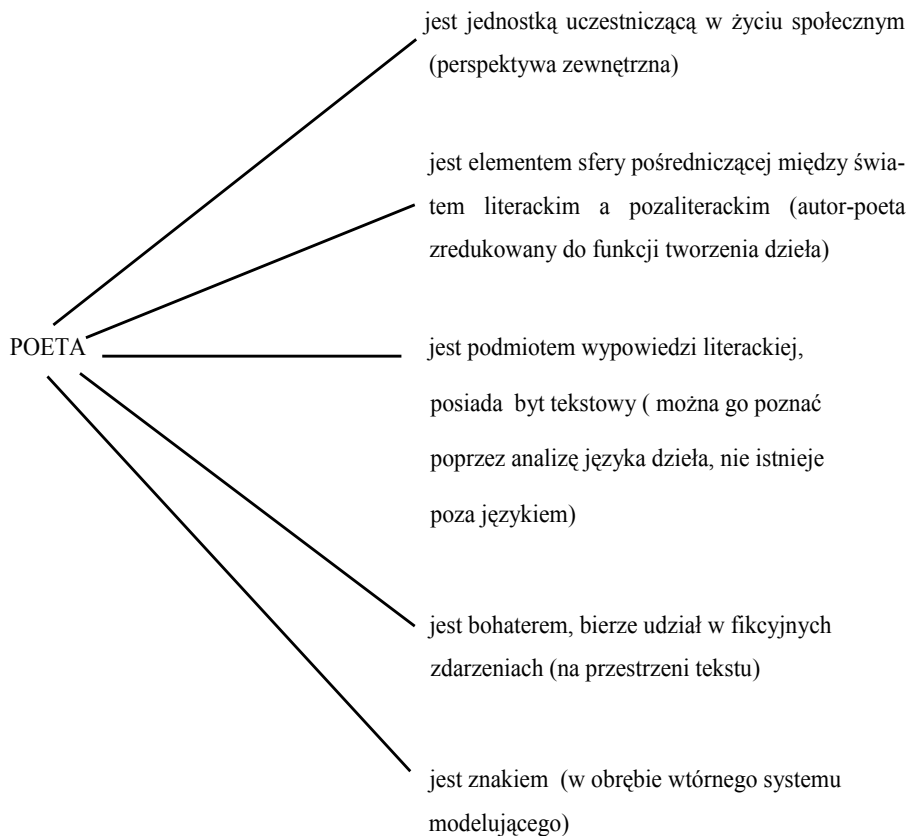 jest jednostką uczestniczącą w życiu społecznym
(perspektywa zewnętrzna)
jest elementem sfery pośredniczącej między świa-
tem literackim a pozaliterackim (autor-poeta
zredukowany do funkcji tworzenia dzieła)
POETA
jest podmiotem wypowiedzi literackiej,
posiada byt tekstowy ( można go poznać
poprzez analizę języka dzieła, nie istnieje
poza językiem)
jest bohaterem, bierze udział w fikcyjnych
zdarzeniach (na przestrzeni tekstu)
jest znakiem (w obrębie wtórnego systemu
modelującego)